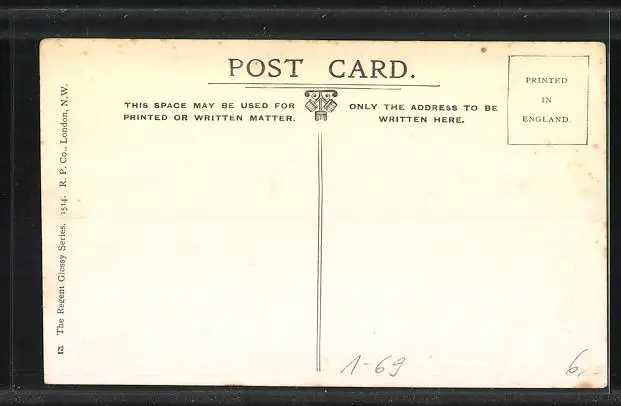 POST CARD.
THIS SPACE MAY BE USED FOR
PRINTED OR WRITTEN MATTER.
ONLY THE ADDRESS TO BE
WRITTEN HERE.
PRINTED
IN
ENGLAND.
13. The Regent Glossy Series. 1514. R. P. Co., London, N.W.
1-69
6,-